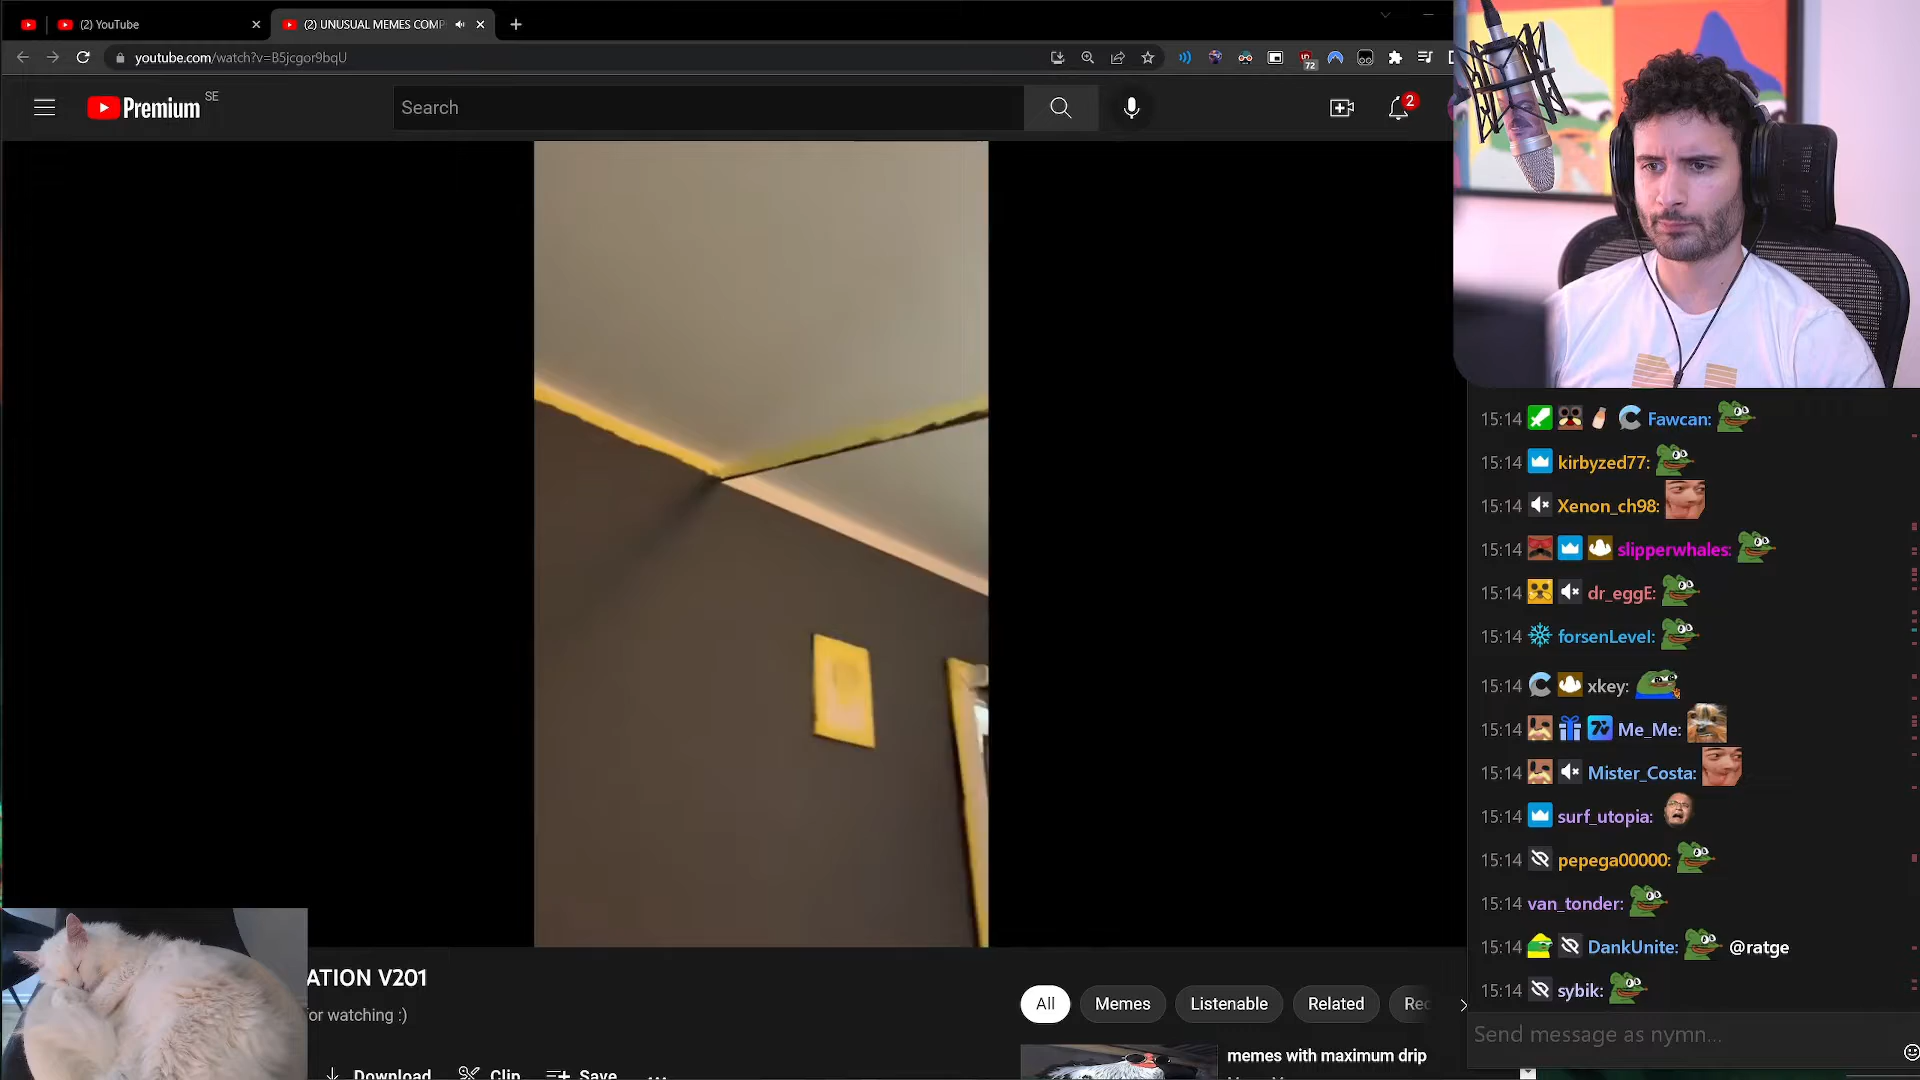 (2) YouTube
(2) UNUSUAL MEMES COMP
youtube.com/watch?v=B5jcgor9bqU
72
Premium SE
Search
2
15:14 Fawcan:
15:14 kirbyzed77:
15:14 Xenon_ch98:
15:14 slipperwhales:
15:14 dr_eggE:
15:14 forsenLevel:
15:14 xkey:
15:14 Me_Me:
15:14 Mister_Costa:
15:14 surf_utopia:
15:14 pepega00000:
15:14 van_tonder:
15:14 DankUnite: @ratge
15:14 sybik:
Send message as nymn...
ATION V201
or watching :)
All
Memes
Listenable
Related
Rec
memes with maximum drip
Download
Clip
Save